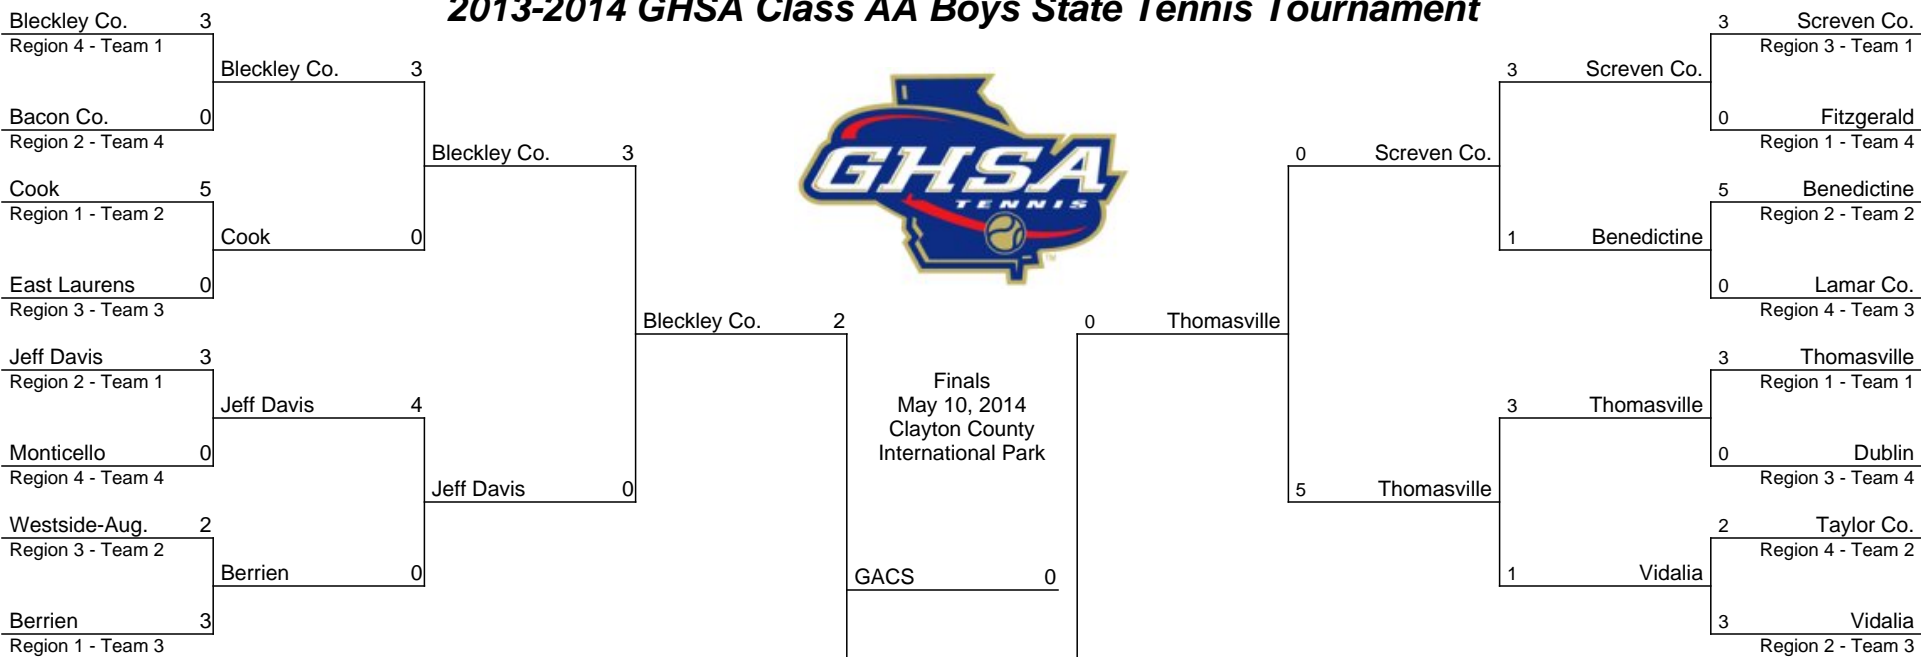 2013-2014 GHSA Class AA Boys State Tennis Tournament
Bleckley Co. 3
Region 4 - Team 1
Bleckley Co. 3
Bacon Co. 0
Region 2 - Team 4
Bleckley Co. 3
Cook 5
Region 1 - Team 2
Cook 0
East Laurens 0
Region 3 - Team 3
Bleckley Co. 2
Jeff Davis 3
Region 2 - Team 1
Jeff Davis 4
Monticello 0
Region 4 - Team 4
Jeff Davis 0
Westside-Aug. 2
Region 3 - Team 2
Berrien 0
Berrien 3
Region 1 - Team 3
GHSA
TENNIS
TM
Finals
May 10, 2014
Clayton County
International Park
GACS 0
3 Screven Co.
Region 3 - Team 1
3 Screven Co.
0 Fitzgerald
Region 1 - Team 4
0 Screven Co.
5 Benedictine
Region 2 - Team 2
1 Benedictine
0 Lamar Co.
Region 4 - Team 3
0 Thomasville
3 Thomasville
Region 1 - Team 1
3 Thomasville
0 Dublin
Region 3 - Team 4
5 Thomasville
2 Taylor Co.
Region 4 - Team 2
1 Vidalia
3 Vidalia
Region 2 - Team 3